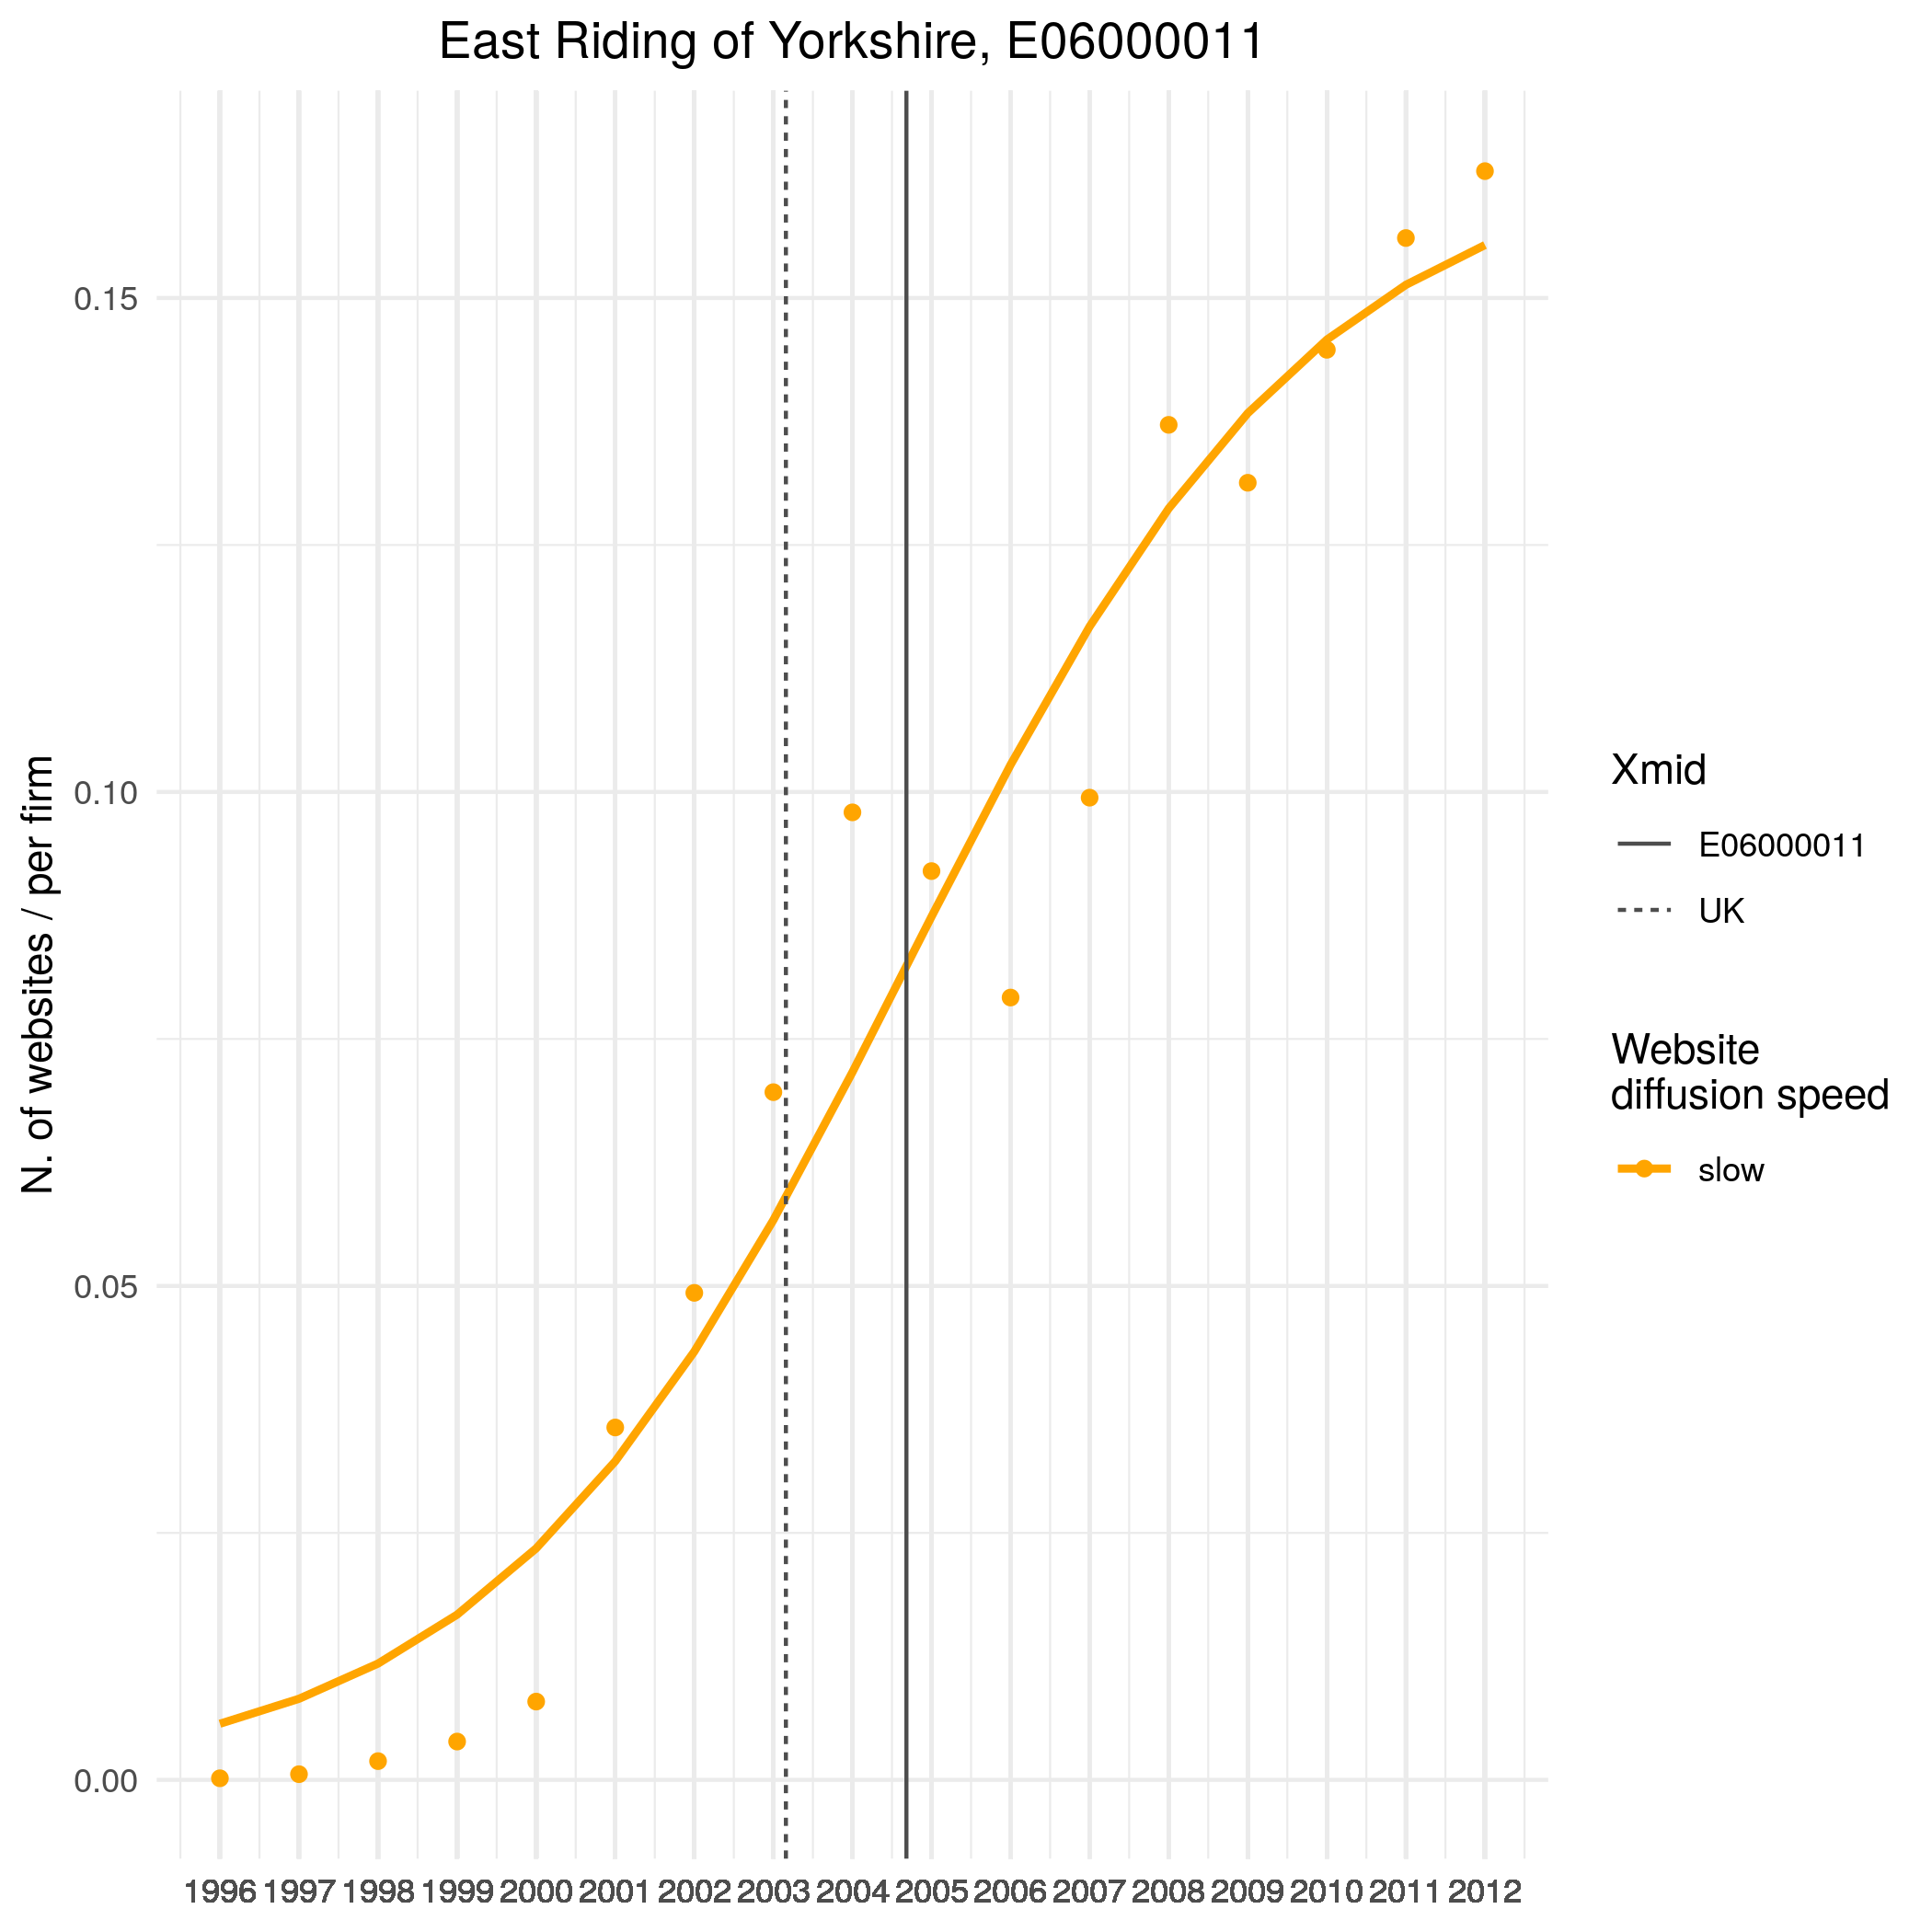 East Riding of Yorkshire, E06000011
N. of websites / per firm
0.15
0.10
0.05
0.00
1996 1997 1998 1999 2000 2001 2002 2003 2004 2005 2006 2007 2008 2009 2010 2011 2012
Xmid
E06000011
UK
Website
diffusion speed
slow